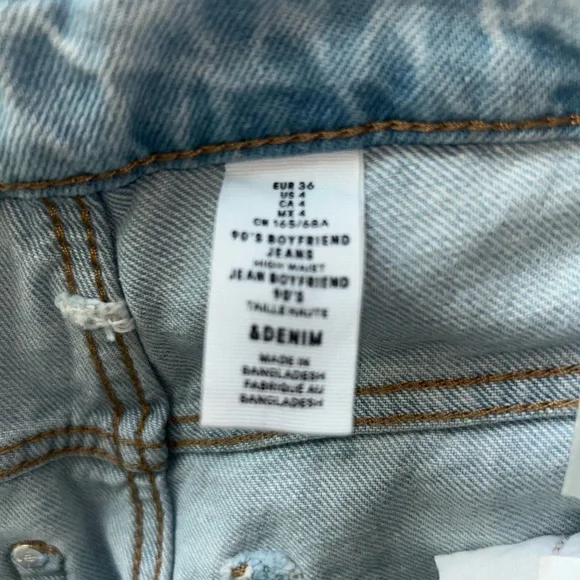 EUR 36
US 4
CA 4
MX 4
CN 165/68A
90'S BOYFRIEND
JEANS
HIGH WAIST
JEAN BOYFRIEND
90'S
TAILLE HAUTE
&DENIM
MADE IN
BANGLADESH
FABRIQUÉ AU
BANGLADESH